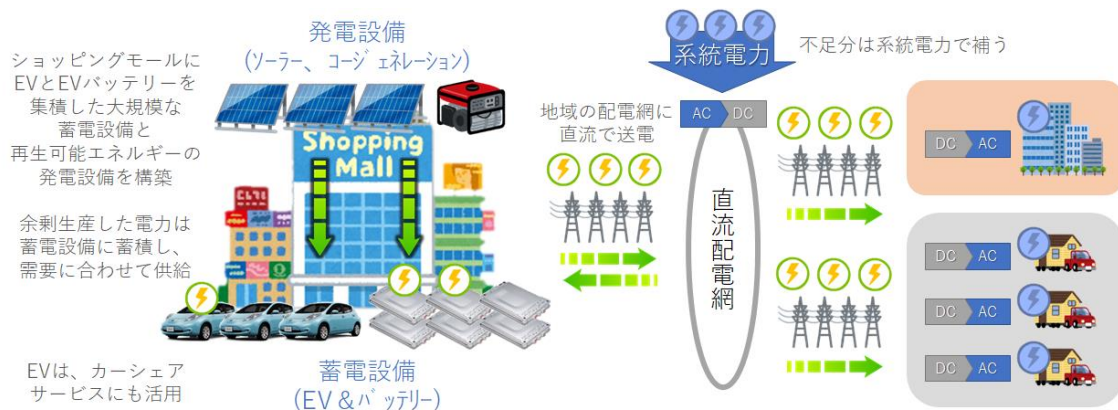 ショッピングモールに
EVとEVバッテリーを
集積した大規模な
蓄電設備と
再生可能エネルギーの
発電設備を構築
余剰生産した電力は
蓄電設備に蓄積し、
需要に合わせて供給
EVは、カーシェア
サービスにも活用
発電設備
(ソーラー、コージェネレーション)
Shopping
Mall
蓄電設備
(EV&バッテリー)
地域の配電網に
直流で送電
系統電力
不足分は系統電力で補う
AC DC
直流配電網
DC AC
DC AC
DC AC
DC AC